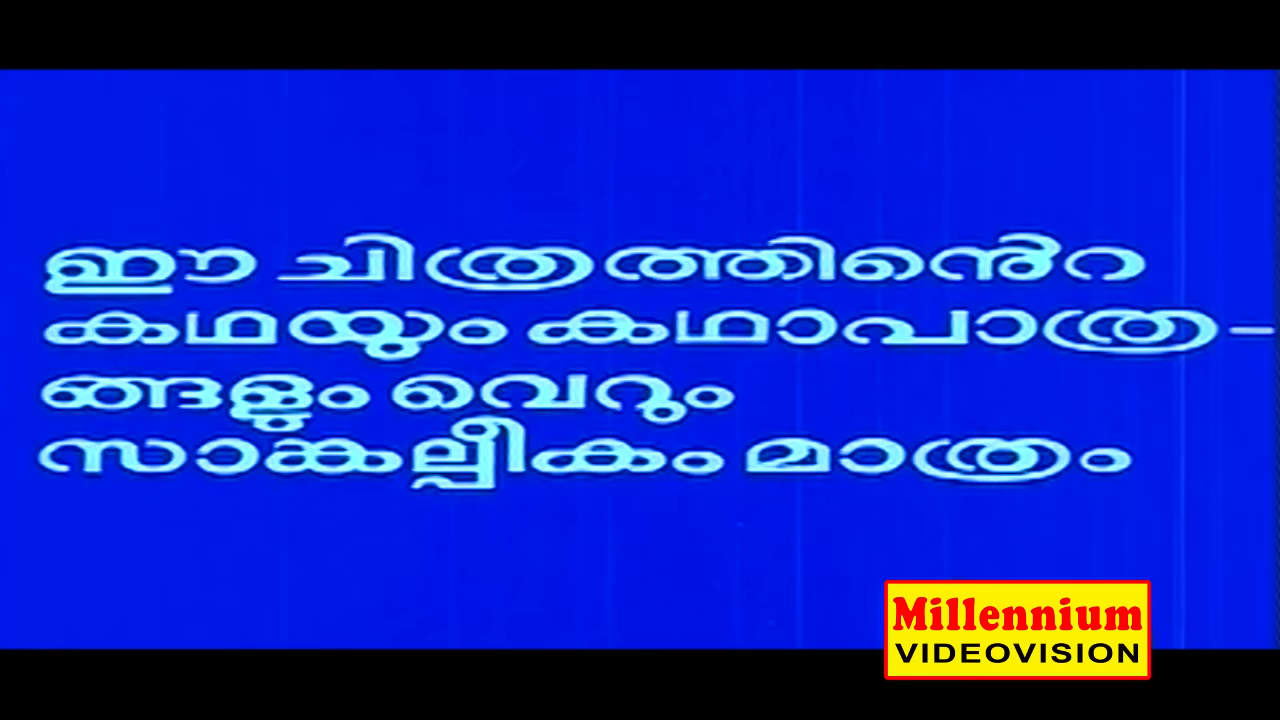 ഈ ചിത്രത്തിൻെറ
കഥയും കഥാപാത്ര–
ങ്ങളും വെറും
സാങ്കല്പീകം മാത്രം
Millennium
VIDEOVISION